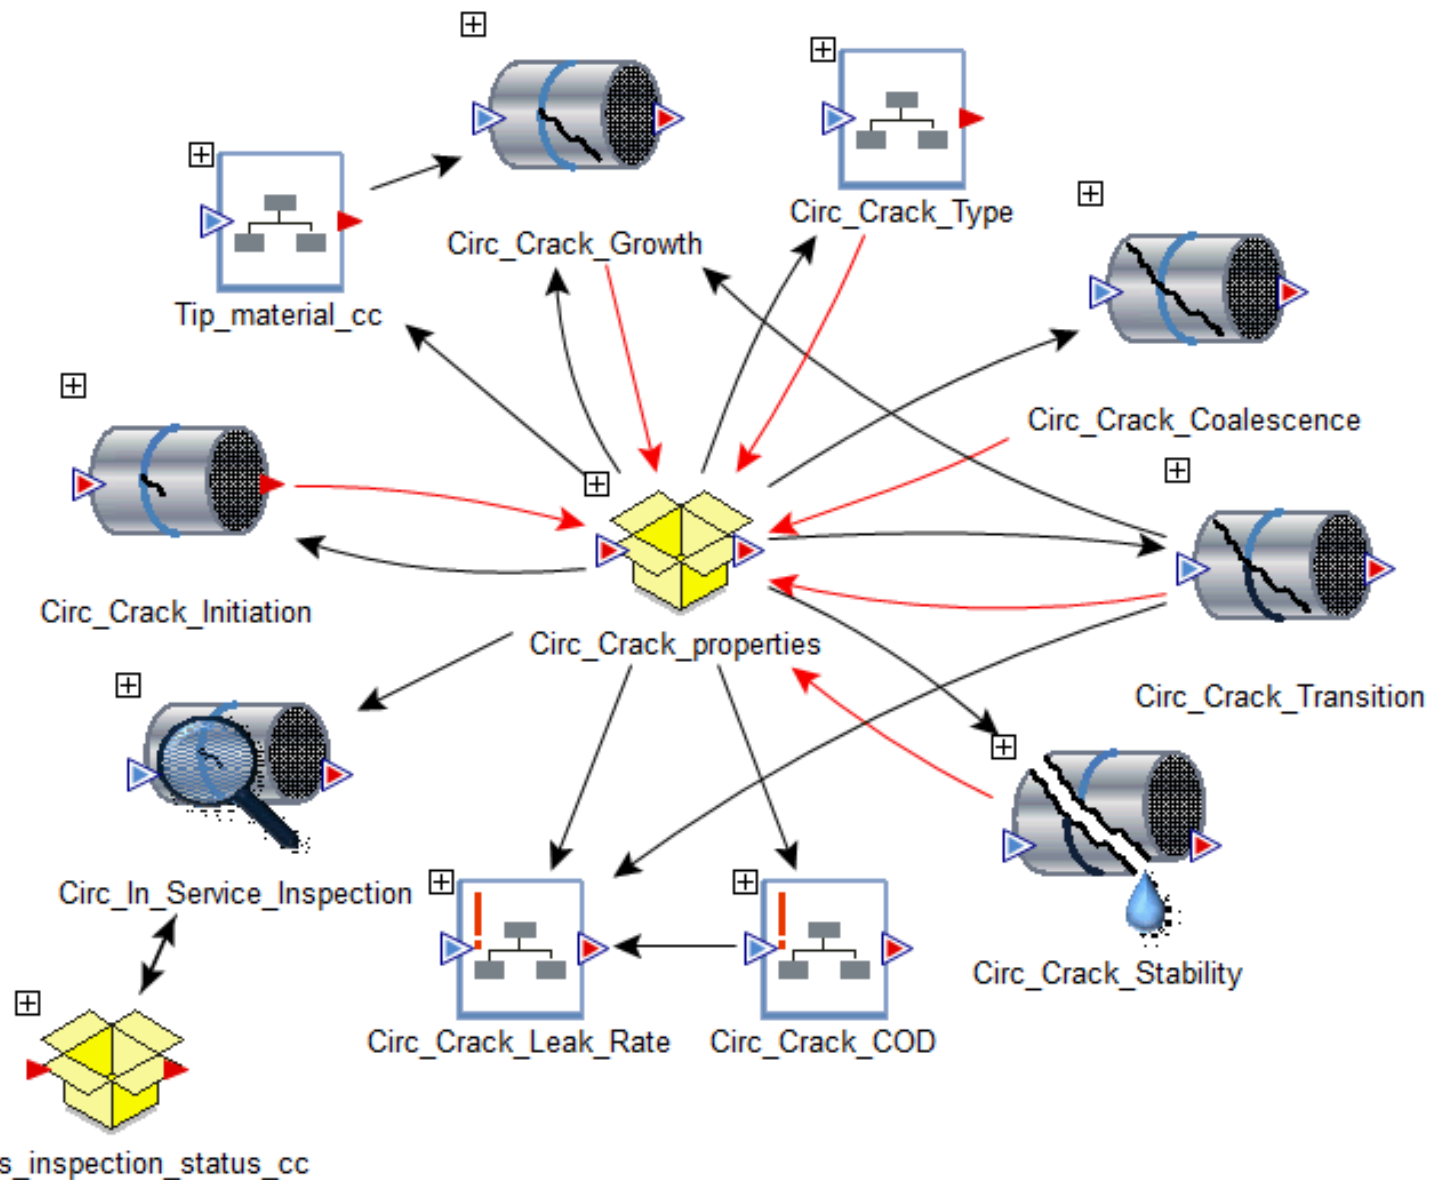 Circ_Crack_Type
Circ_Crack_Growth
Tip_material_cc
Circ_Crack_Coalescence
Circ_Crack_Initiation
Circ_Crack_properties
Circ_Crack_Transition
Circ_In_Service_Inspection
Circ_Crack_Stability
Circ_Crack_Leak_Rate
Circ_Crack_COD
s_inspection_status_cc